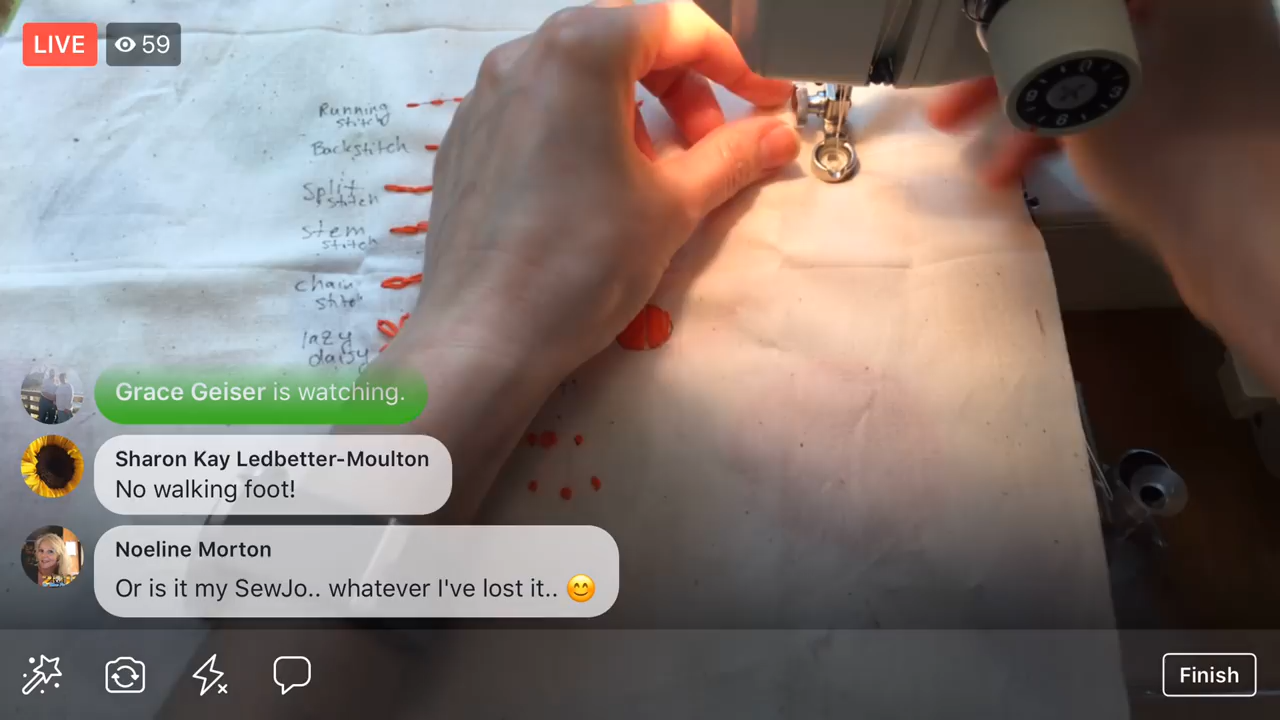 LIVE 59
Running
stitch
Backstitch
Split
stitch
stem
stitch
chain
stitch
lazy
daisy
Grace Geiser is watching.
Sharon Kay Ledbetter-Moulton
No walking foot!
Noeline Morton
Or is it my SewJo.. whatever I've lost it.. 😊
Finish